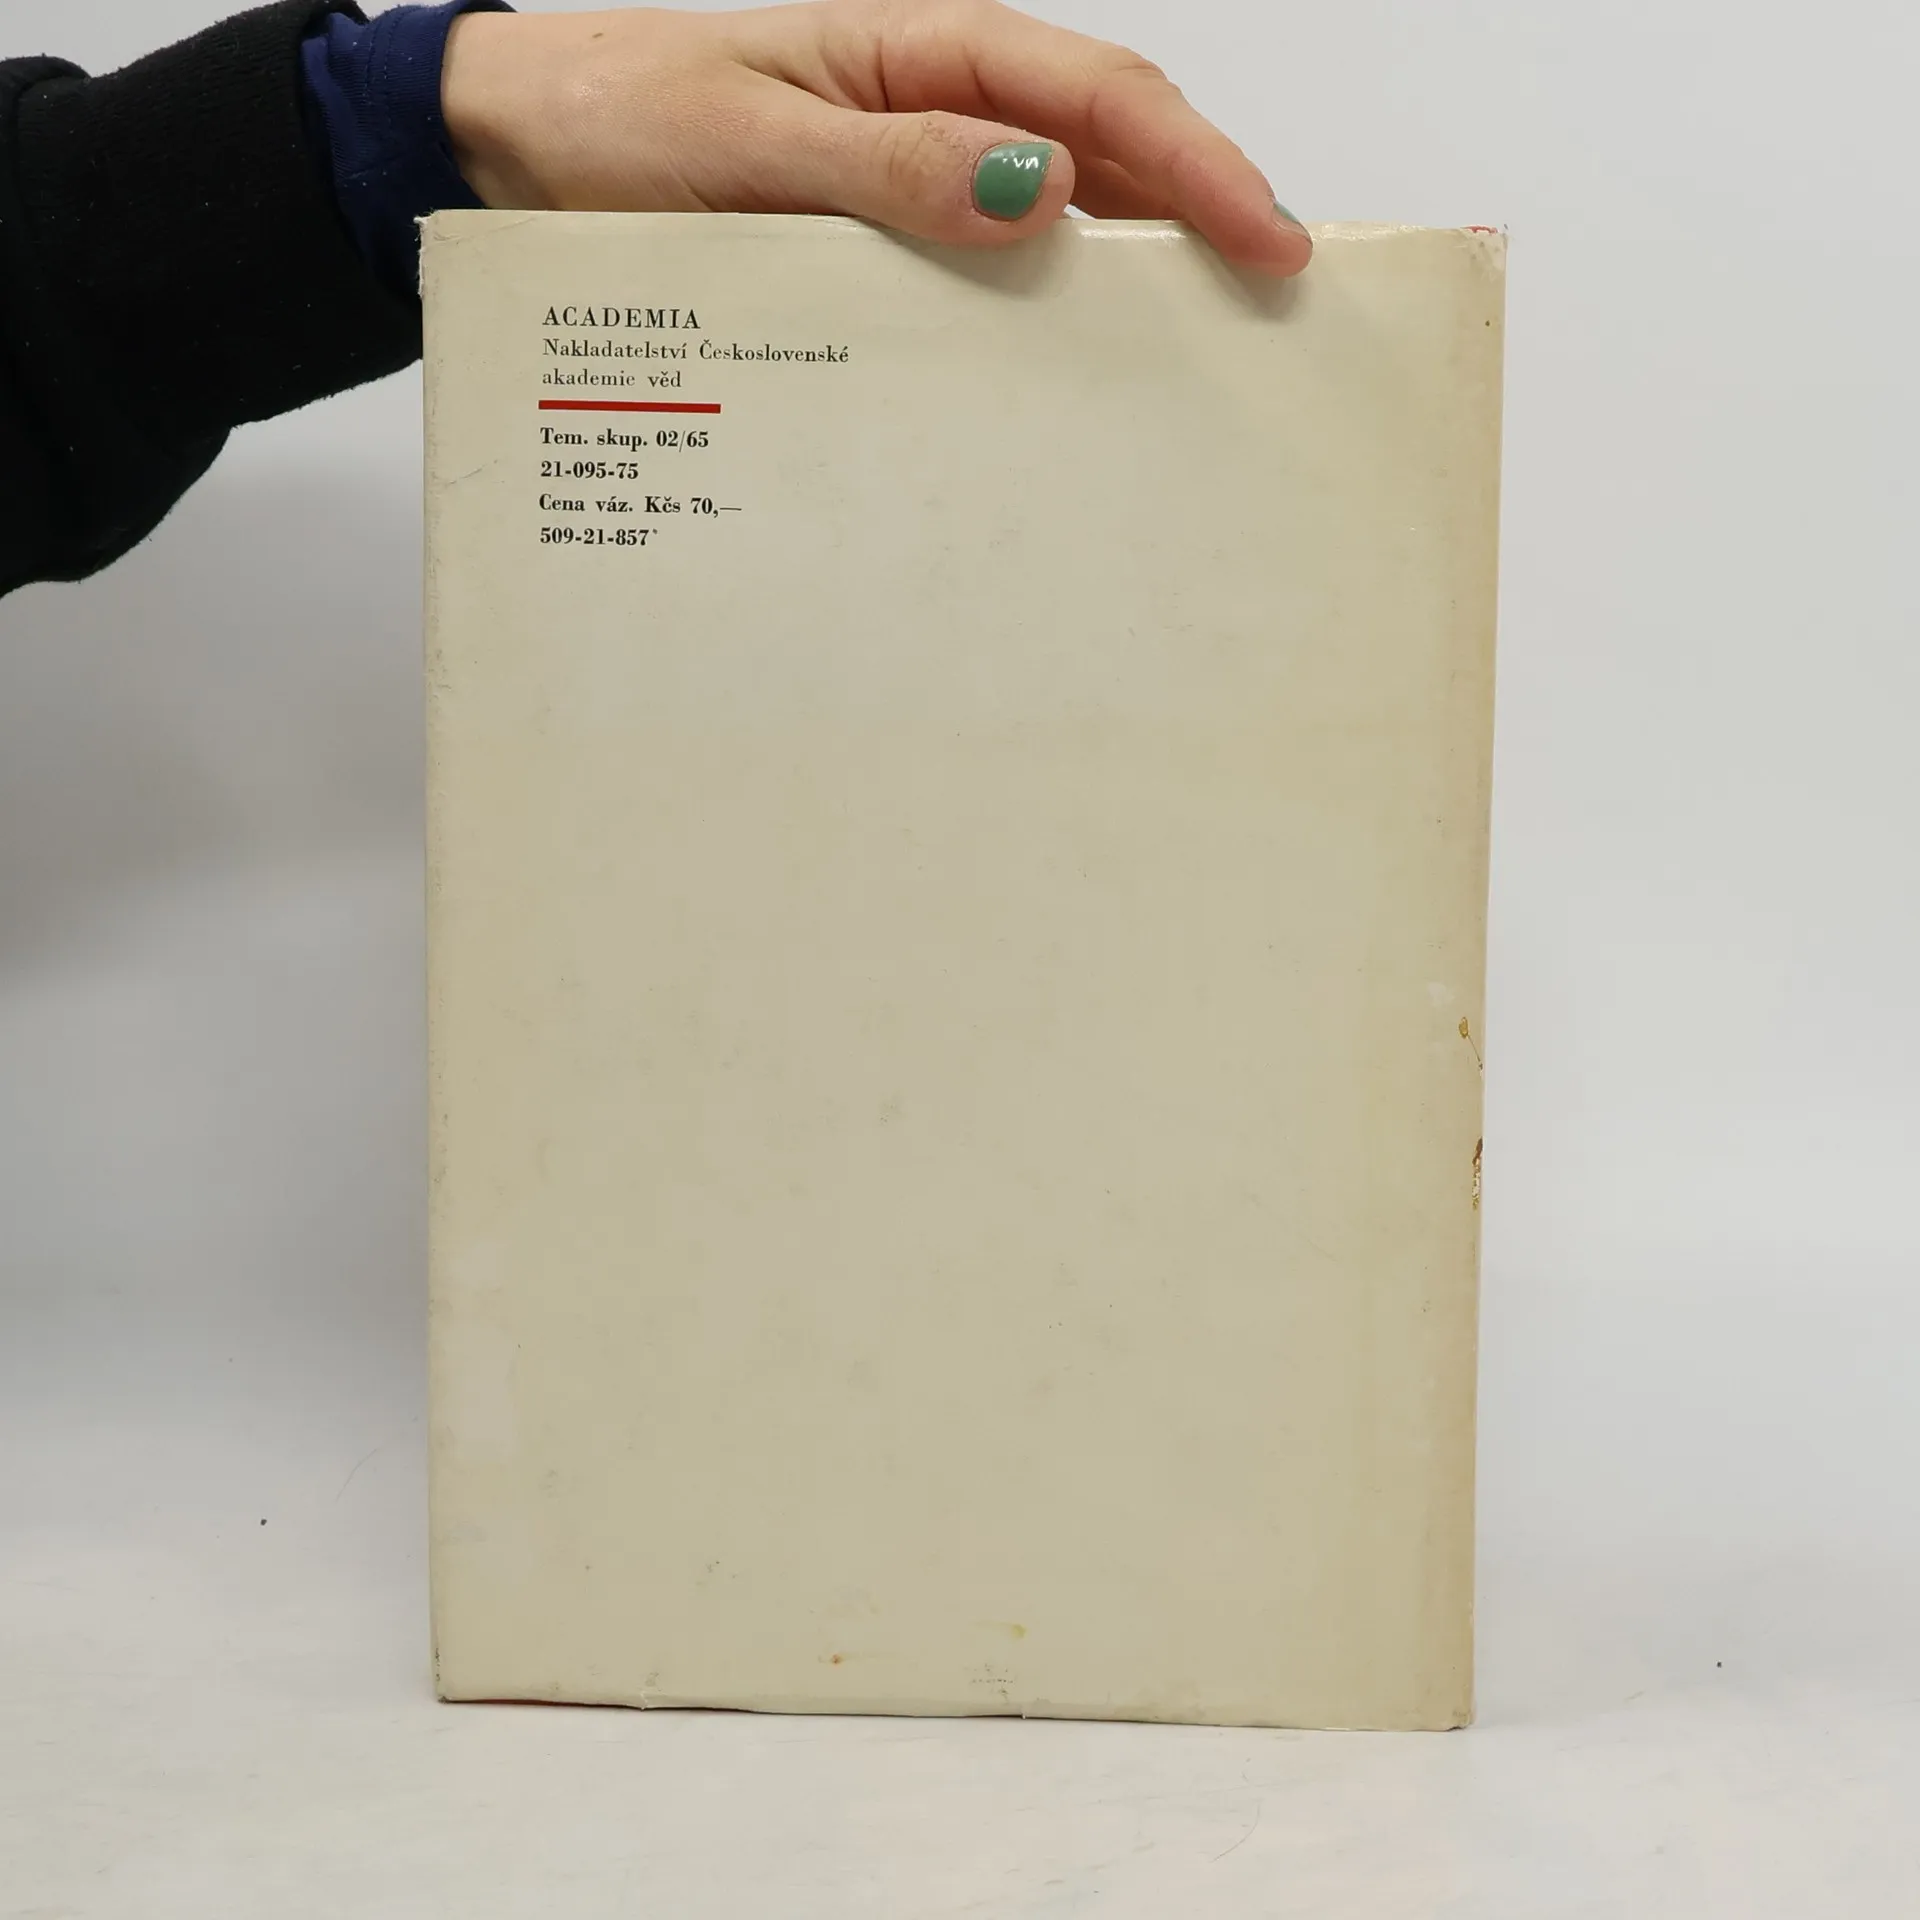 ACADEMIA
Nakladatelství Československé
akademie věd
Tem. skup. 02/65
21-095-75
Cena váz. Kčs 70,—
509-21-857